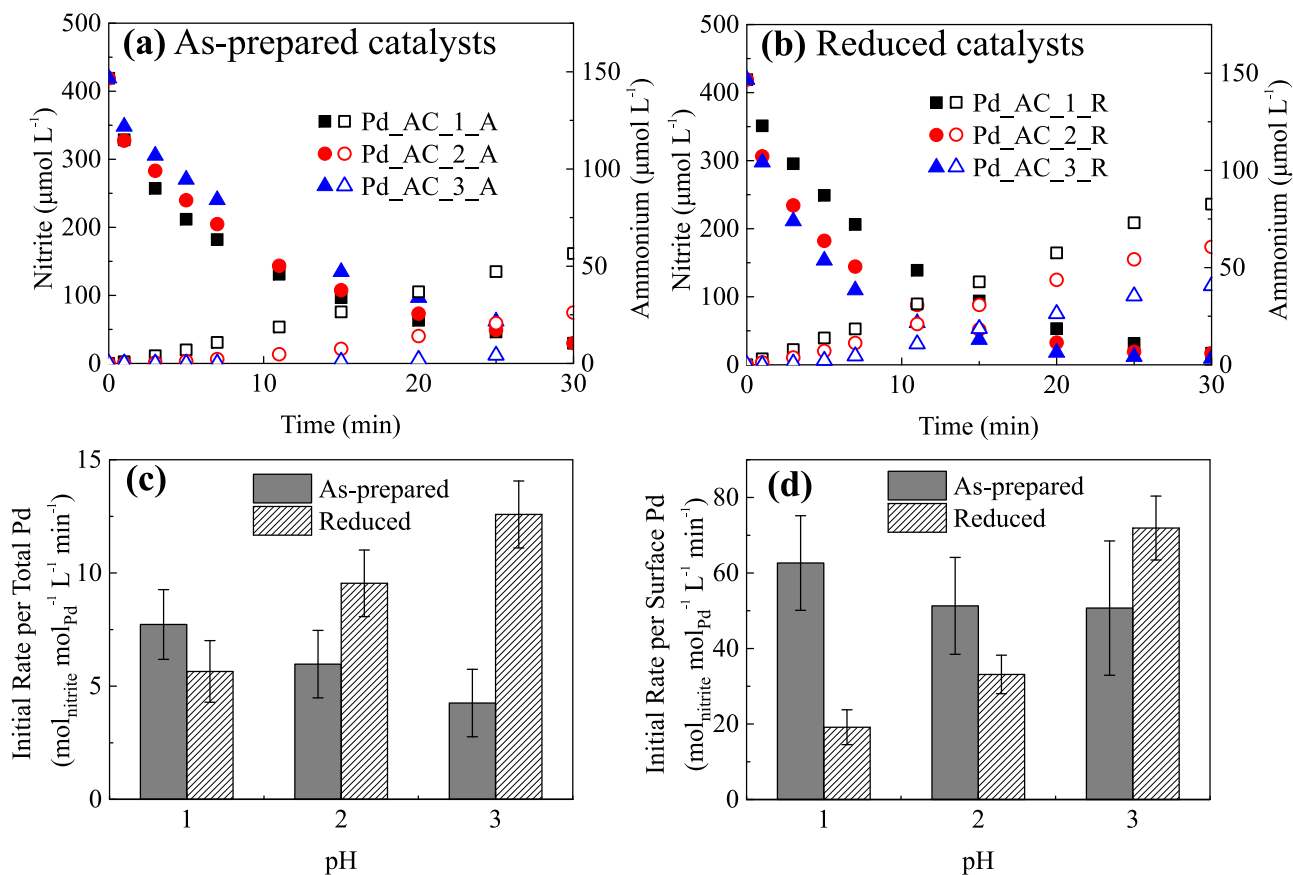 (a) As-prepared catalysts
500
400
300
200
100
0
150
100
50
0
0
10
20
30
Nitrite (μmol L⁻¹)
Ammonium (μmol L⁻¹)
Time (min)
Pd_AC_1_A
Pd_AC_2_A
Pd_AC_3_A
(b) Reduced catalysts
500
400
300
200
100
0
150
100
50
0
0
10
20
30
Nitrite (μmol L⁻¹)
Ammonium (μmol L⁻¹)
Time (min)
Pd_AC_1_R
Pd_AC_2_R
Pd_AC_3_R
(c)
As-prepared
Reduced
15
10
5
0
1
2
3
Initial Rate per Total Pd
(mol_nitrite mol_Pd⁻¹ L⁻¹ min⁻¹)
pH
(d)
As-prepared
Reduced
80
60
40
20
0
1
2
3
Initial Rate per Surface Pd
(mol_nitrite mol_Pd⁻¹ L⁻¹ min⁻¹)
pH